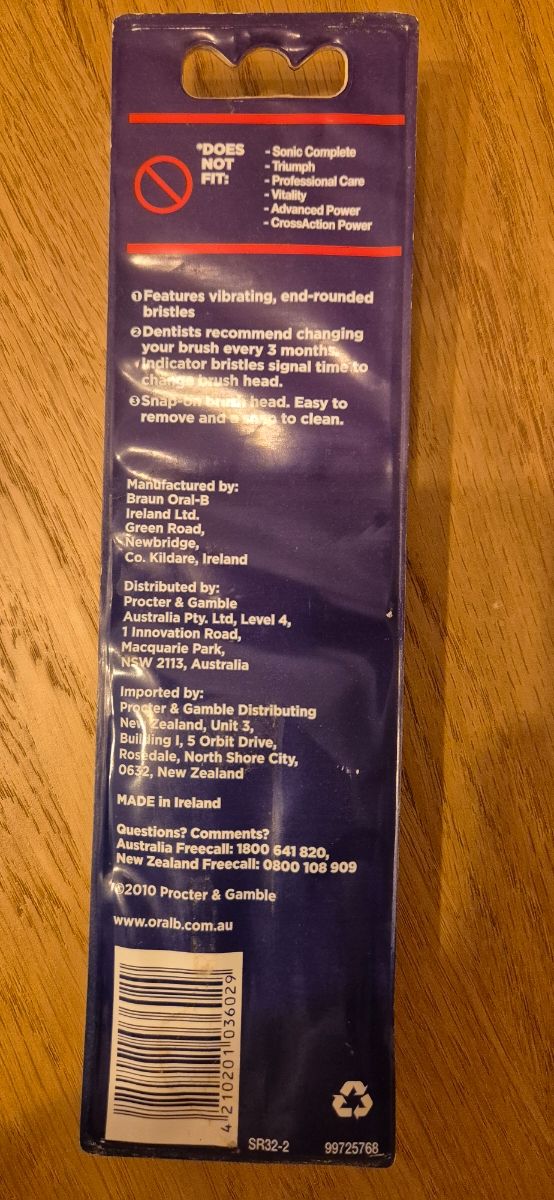 *DOES
NOT
FIT:
- Sonic Complete
- Triumph
- Professional Care
- Vitality
- Advanced Power
- CrossAction Power
① Features vibrating, end-rounded
bristles
② Dentists recommend changing
your brush every 3 months.
Indicator bristles signal time to
change brush head.
③ Snap-on brush head. Easy to
remove and a snap to clean.
Manufactured by:
Braun Oral-B
Ireland Ltd.
Green Road,
Newbridge,
Co. Kildare, Ireland
Distributed by:
Procter & Gamble
Australia Pty. Ltd, Level 4,
1 Innovation Road,
Macquarie Park,
NSW 2113, Australia
Imported by:
Procter & Gamble Distributing
New Zealand, Unit 3,
Building I, 5 Orbit Drive,
Rosedale, North Shore City,
0632, New Zealand
MADE in Ireland
Questions? Comments?
Australia Freecall: 1800 641 820,
New Zealand Freecall: 0800 108 909
©2010 Procter & Gamble
www.oralb.com.au
4 210201 036029
SR32-2
99725768